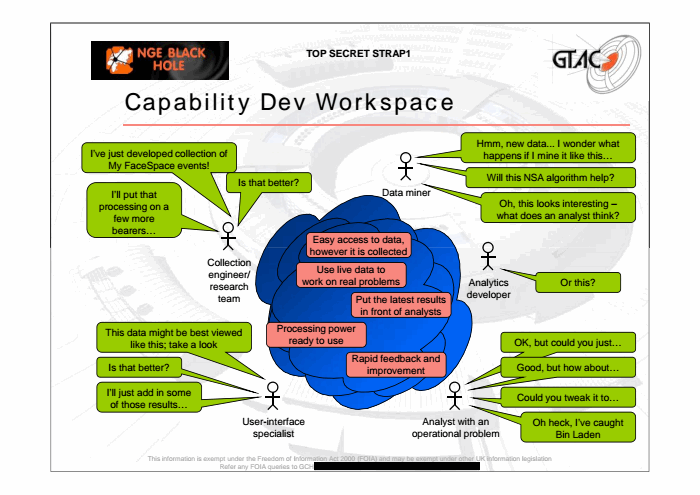 NGE BLACK
HOLE
TOP SECRET STRAP1
GTAC
Capability Dev Workspace
I've just developed collection of
My FaceSpace events!
Is that better?
I'll put that
processing on a
few more
bearers…
Collection
engineer/
research
team
Hmm, new data... I wonder what
happens if I mine it like this…
Will this NSA algorithm help?
Oh, this looks interesting –
what does an analyst think?
Data miner
Easy access to data,
however it is collected
Use live data to
work on real problems
Put the latest results
in front of analysts
Processing power
ready to use
Rapid feedback and
improvement
Analytics
developer
Or this?
This data might be best viewed
like this; take a look
Is that better?
I'll just add in some
of those results…
User-interface
specialist
OK, but could you just…
Good, but how about…
Could you tweak it to…
Oh heck, I've caught
Bin Laden
Analyst with an
operational problem
This information is exempt under the Freedom of Information Act 2000 (FOIA) and may be exempt under other UK information legislation
Refer any FOIA queries to GCH